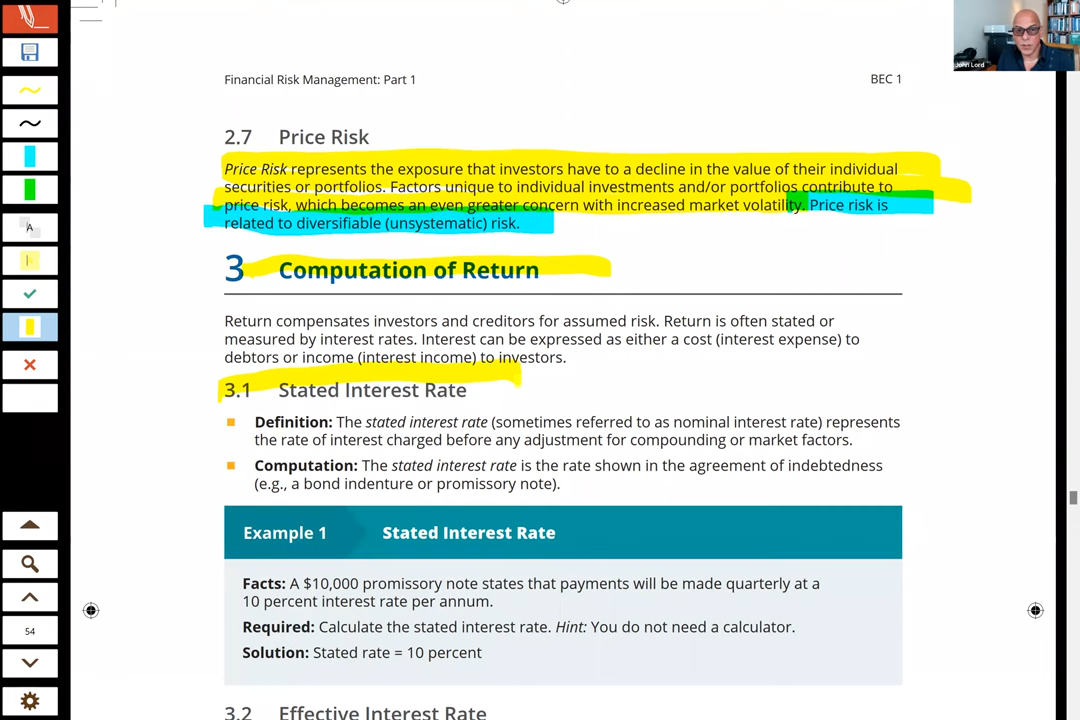 John Lord
Financial Risk Management: Part 1
BEC 1
2.7 Price Risk
Price Risk represents the exposure that investors have to a decline in the value of their individual
securities or portfolios. Factors unique to individual investments and/or portfolios contribute to
price risk, which becomes an even greater concern with increased market volatility. Price risk is
related to diversifiable (unsystematic) risk.
3 Computation of Return
Return compensates investors and creditors for assumed risk. Return is often stated or
measured by interest rates. Interest can be expressed as either a cost (interest expense) to
debtors or income (interest income) to investors.
3.1 Stated Interest Rate
Definition: The stated interest rate (sometimes referred to as nominal interest rate) represents
the rate of interest charged before any adjustment for compounding or market factors.
Computation: The stated interest rate is the rate shown in the agreement of indebtedness
(e.g., a bond indenture or promissory note).
Example 1 Stated Interest Rate
Facts: A $10,000 promissory note states that payments will be made quarterly at a
10 percent interest rate per annum.
Required: Calculate the stated interest rate. Hint: You do not need a calculator.
Solution: Stated rate = 10 percent
3.2 Effective Interest Rate
A
54